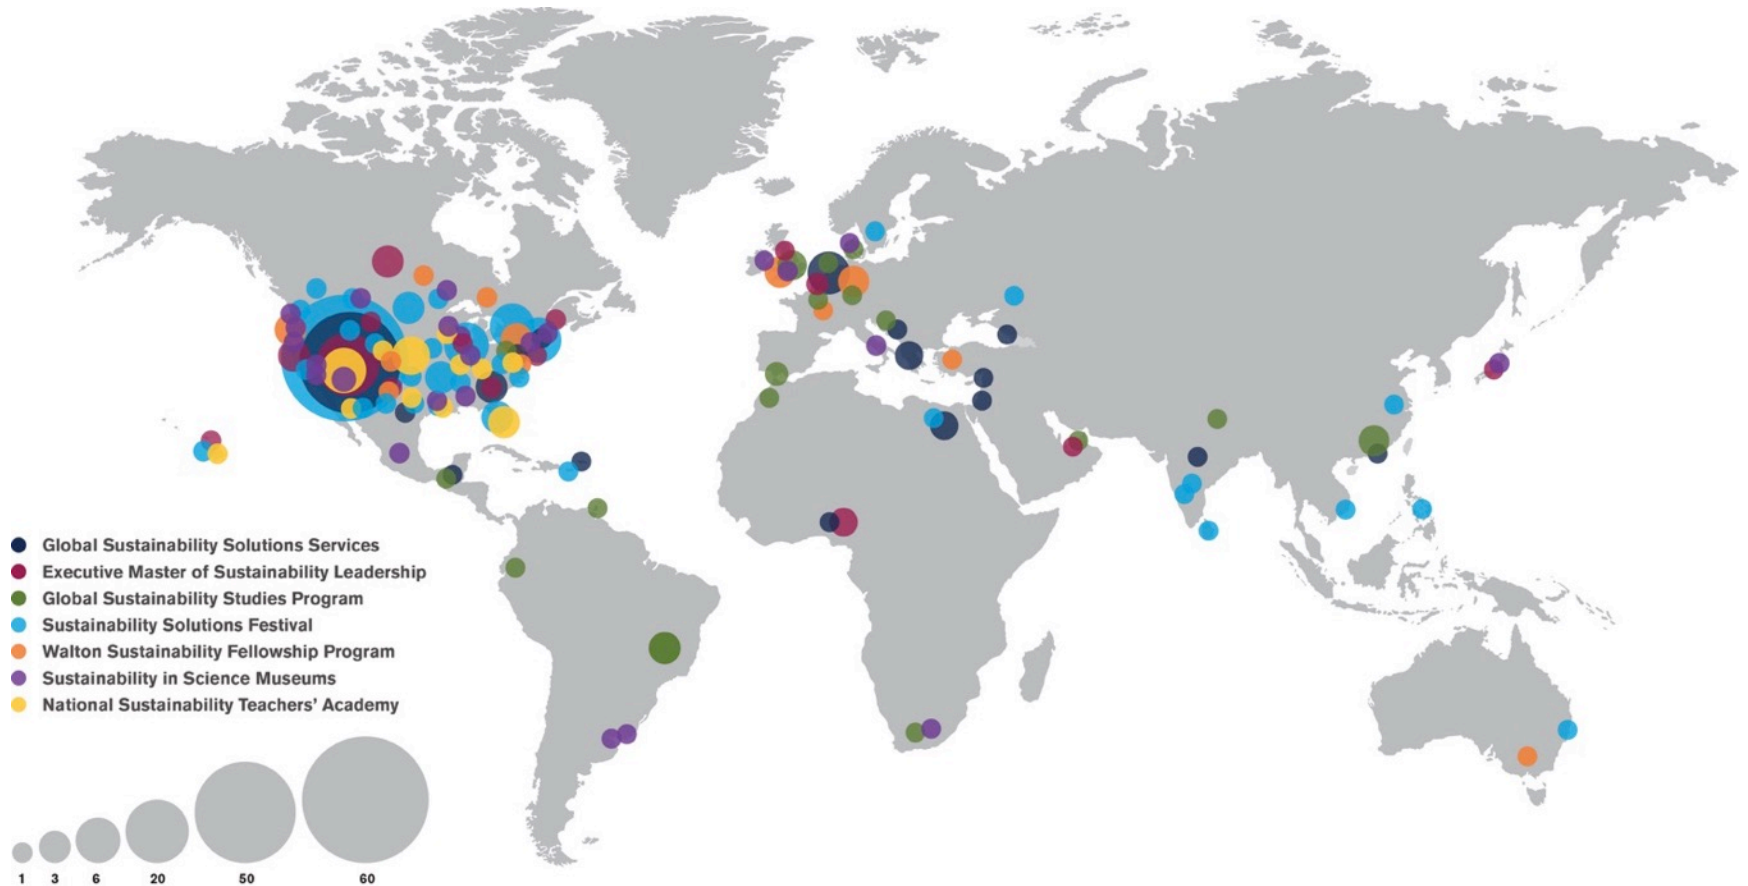 Global Sustainability Solutions Services
Executive Master of Sustainability Leadership
Global Sustainability Studies Program
Sustainability Solutions Festival
Walton Sustainability Fellowship Program
Sustainability in Science Museums
National Sustainability Teachers’ Academy
1 3 6 20 50 60